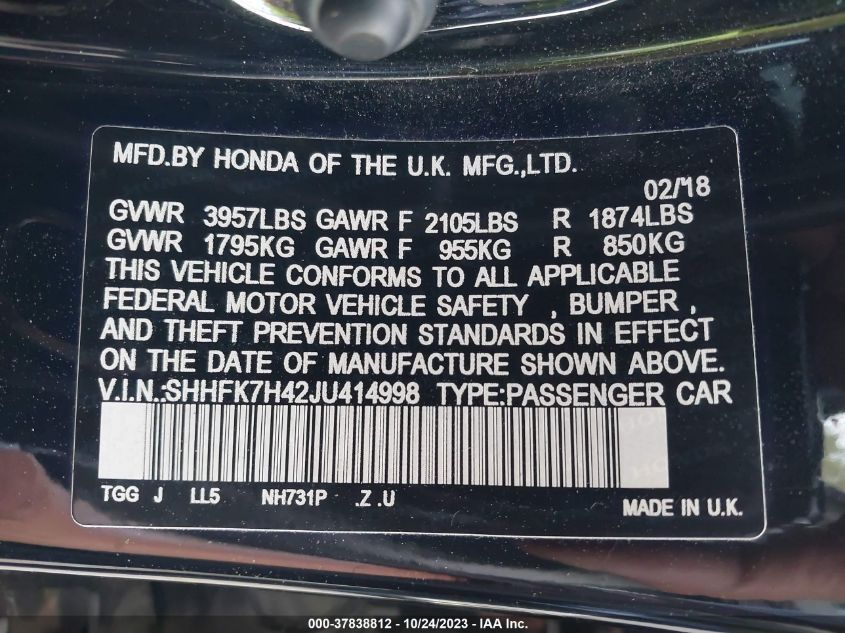 MFD.BY HONDA OF THE U.K. MFG.,LTD.
02/'18
GVWR 3957LBS GAWR F 2105LBS R 1874LBS
GVWR 1795KG GAWR F 955KG R 850KG
THIS VEHICLE CONFORMS TO ALL APPLICABLE
FEDERAL MOTOR VEHICLE SAFETY , BUMPER ,
AND THEFT PREVENTION STANDARDS IN EFFECT
ON THE DATE OF MANUFACTURE SHOWN ABOVE.
V.I.N.:SHHFK7H42JU414998 TYPE:PASSENGER CAR
TGG J LL5 NH731P .Z .U
MADE IN U.K.
000-37838812 - 10/24/2023 - IAA Inc.